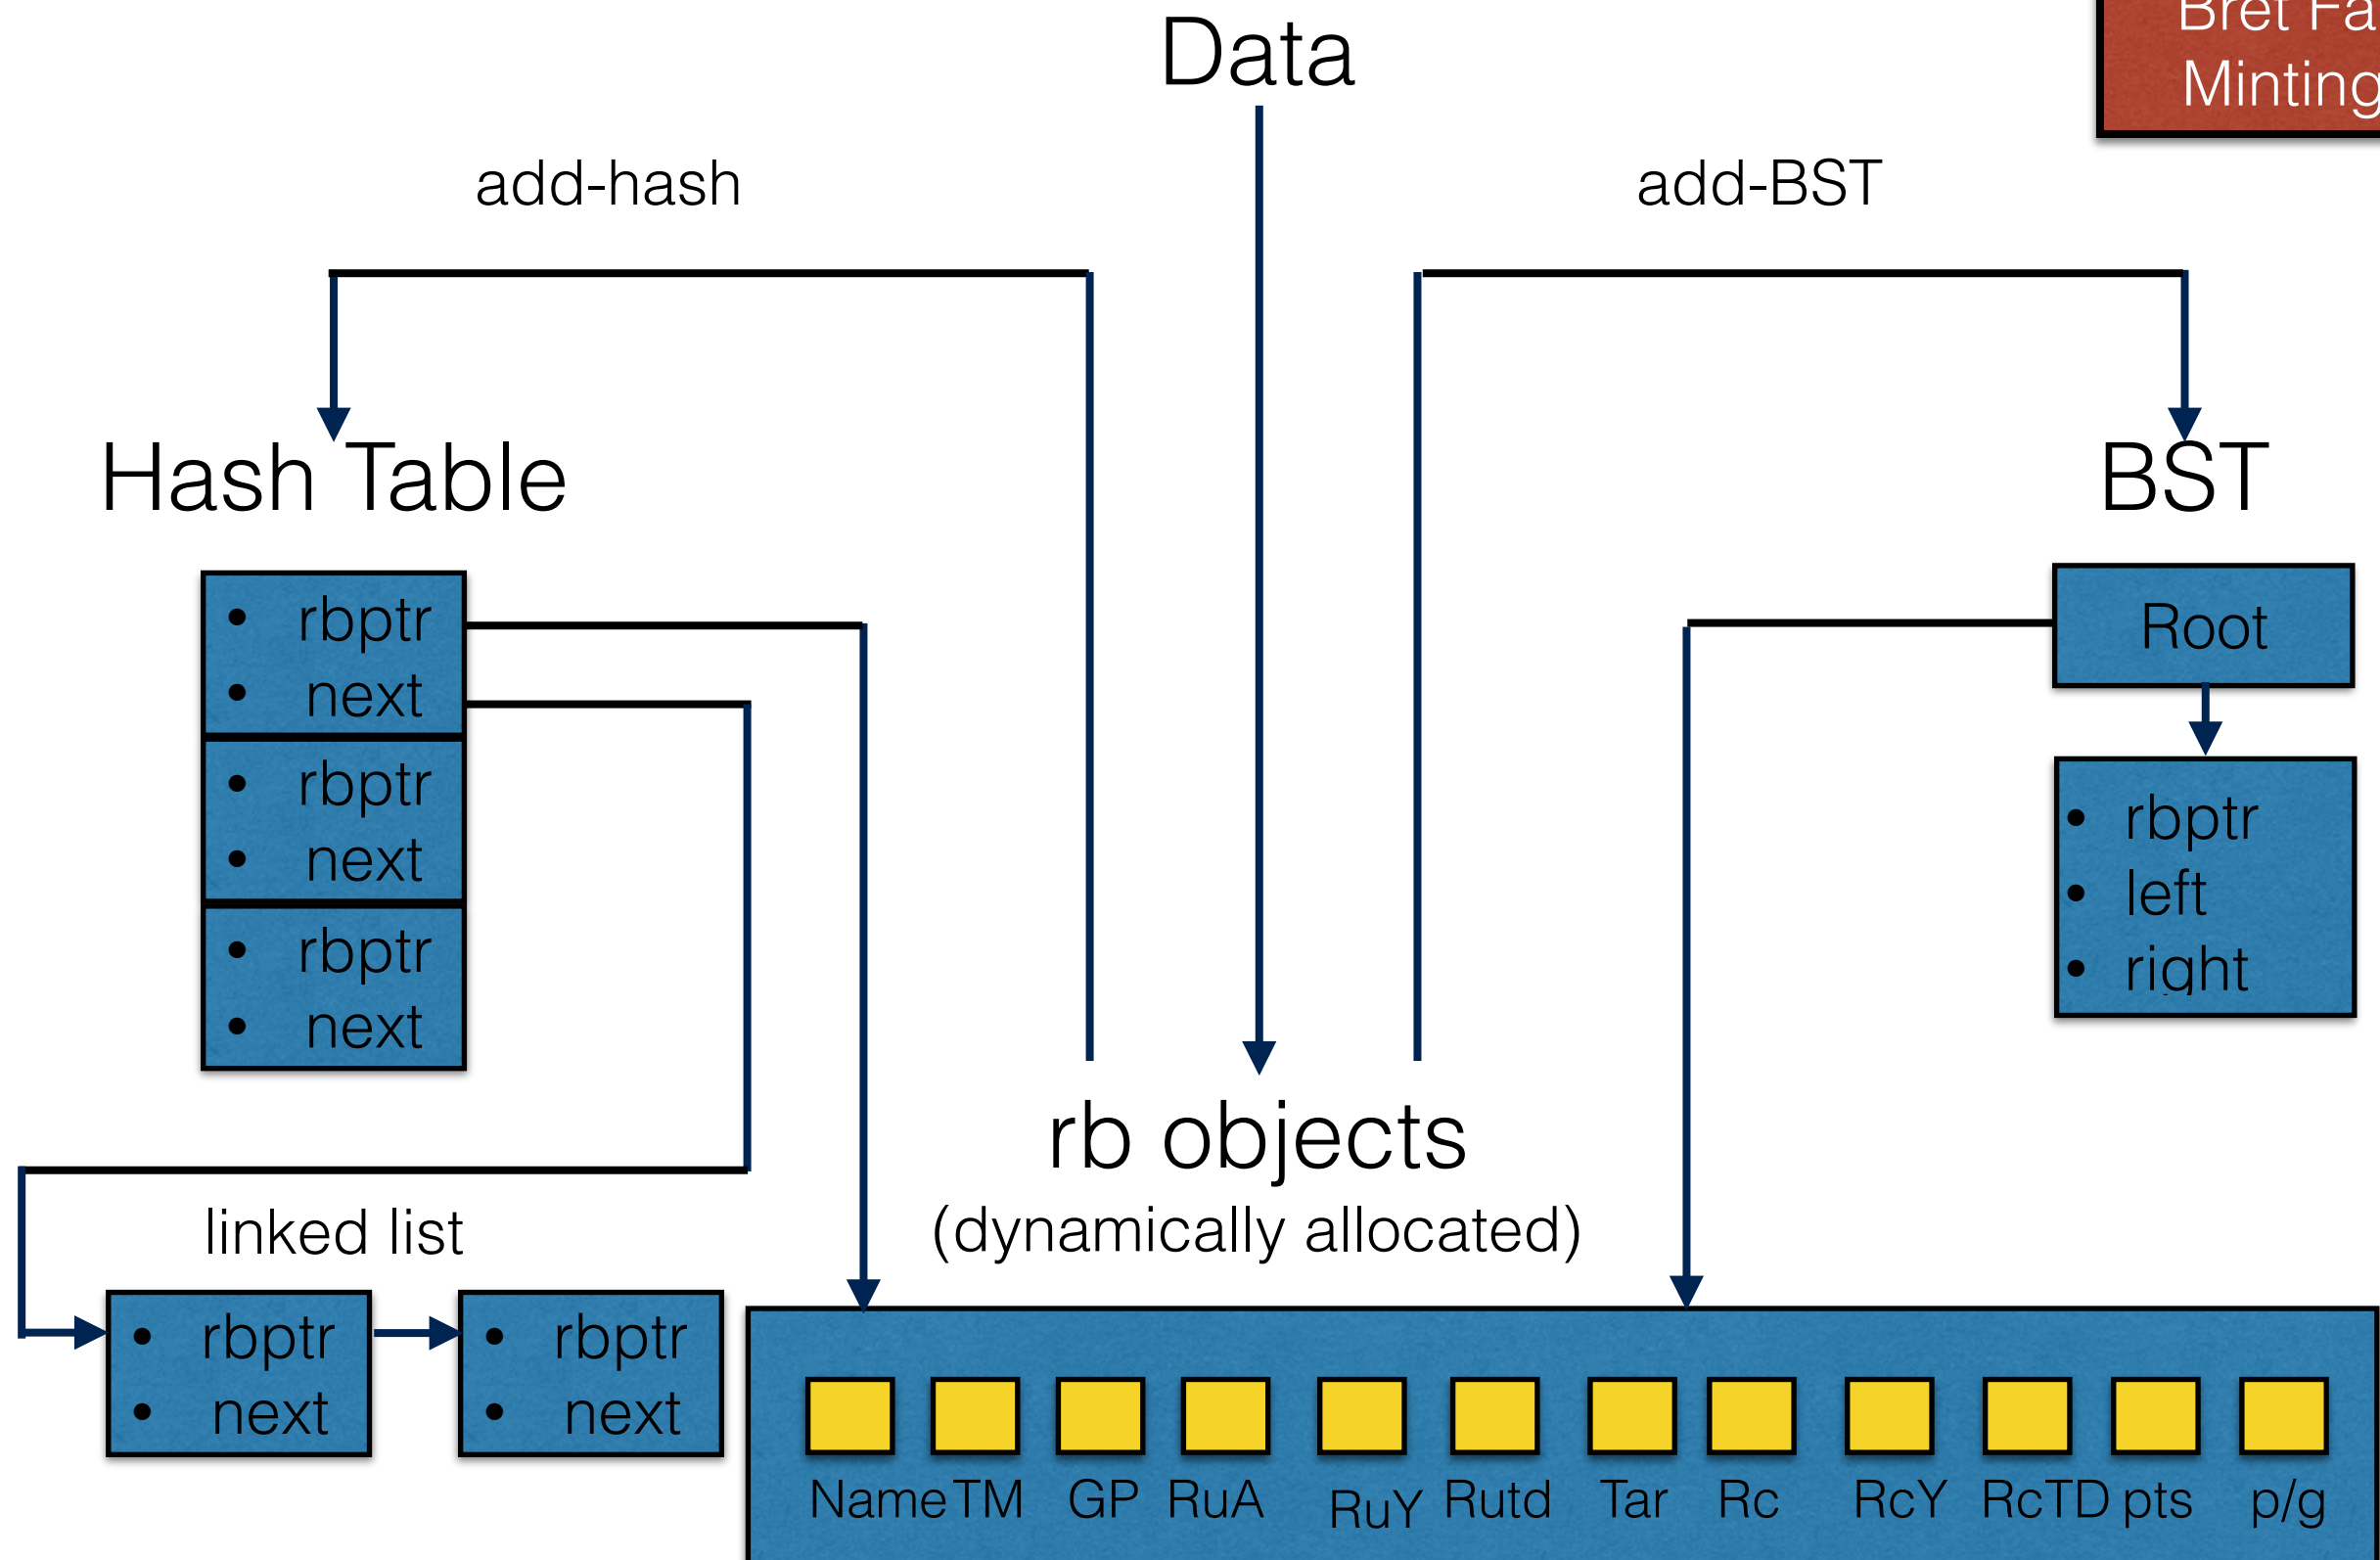 Data
Bret Fa
Minting
add-hash
add-BST
Hash Table
BST
• rbptr
• next
• rbptr
• next
• rbptr
• next
Root
• rbptr
• left
• right
rb objects
(dynamically allocated)
linked list
• rbptr
• next
• rbptr
• next
Name TM GP RuA RuY Rutd Tar Rc RcY RcTD pts p/g